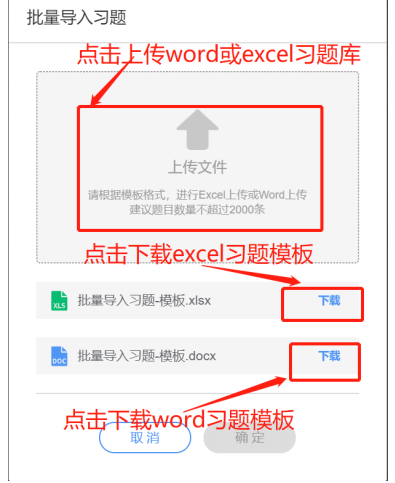 批量导入习题
点击上传word或excel习题库
上传文件
请根据模板格式，进行Excel上传或Word上传
建议题目数量不超过2000条
点击下载excel习题模板
XLS 批量导入习题-模板.xlsx 下载
DOC 批量导入习题-模板.docx 下载
点击下载word习题模板
取消 确定